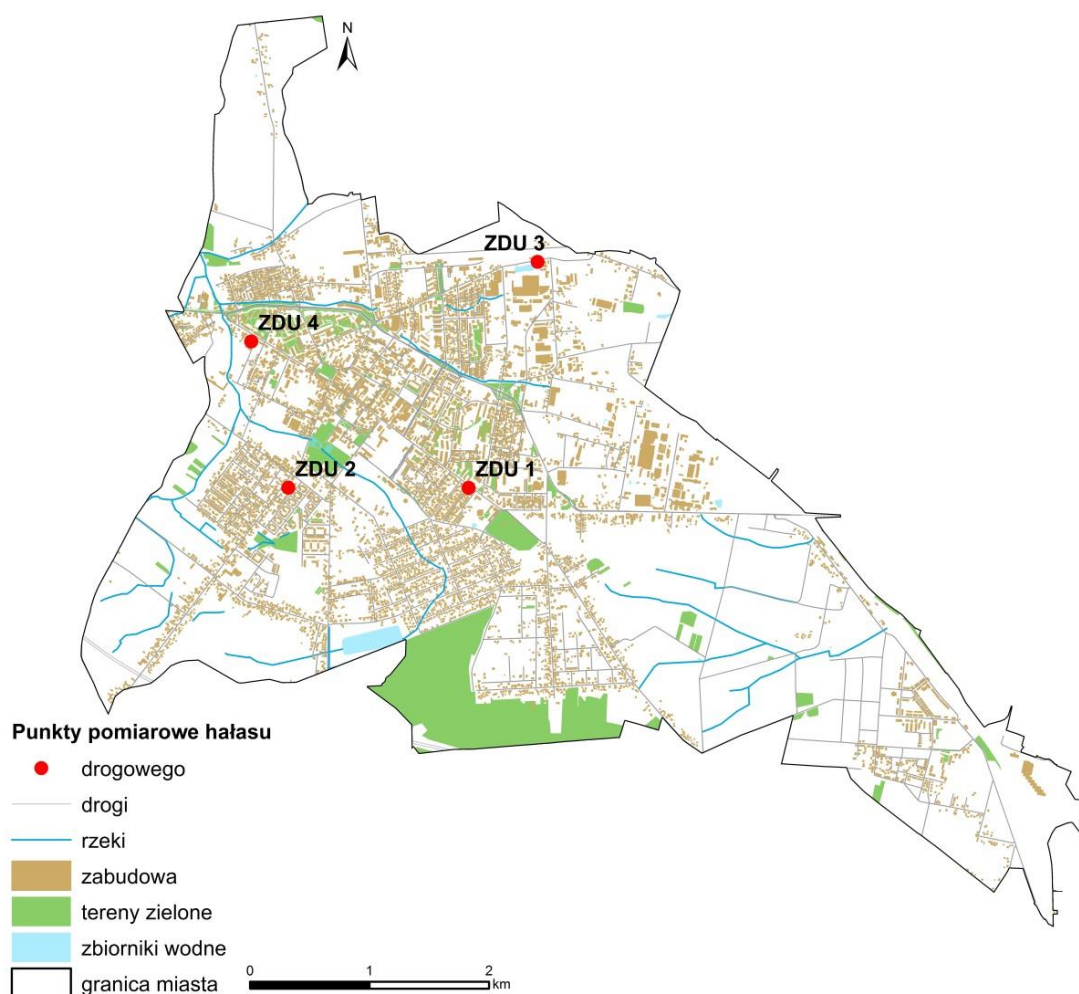 N
ZDU 3
ZDU 4
ZDU 2
ZDU 1
Punkty pomiarowe hałasu
drogowego
drogi
rzeki
zabudowa
tereny zielone
zbiorniki wodne
granica miasta
0 1 2
km